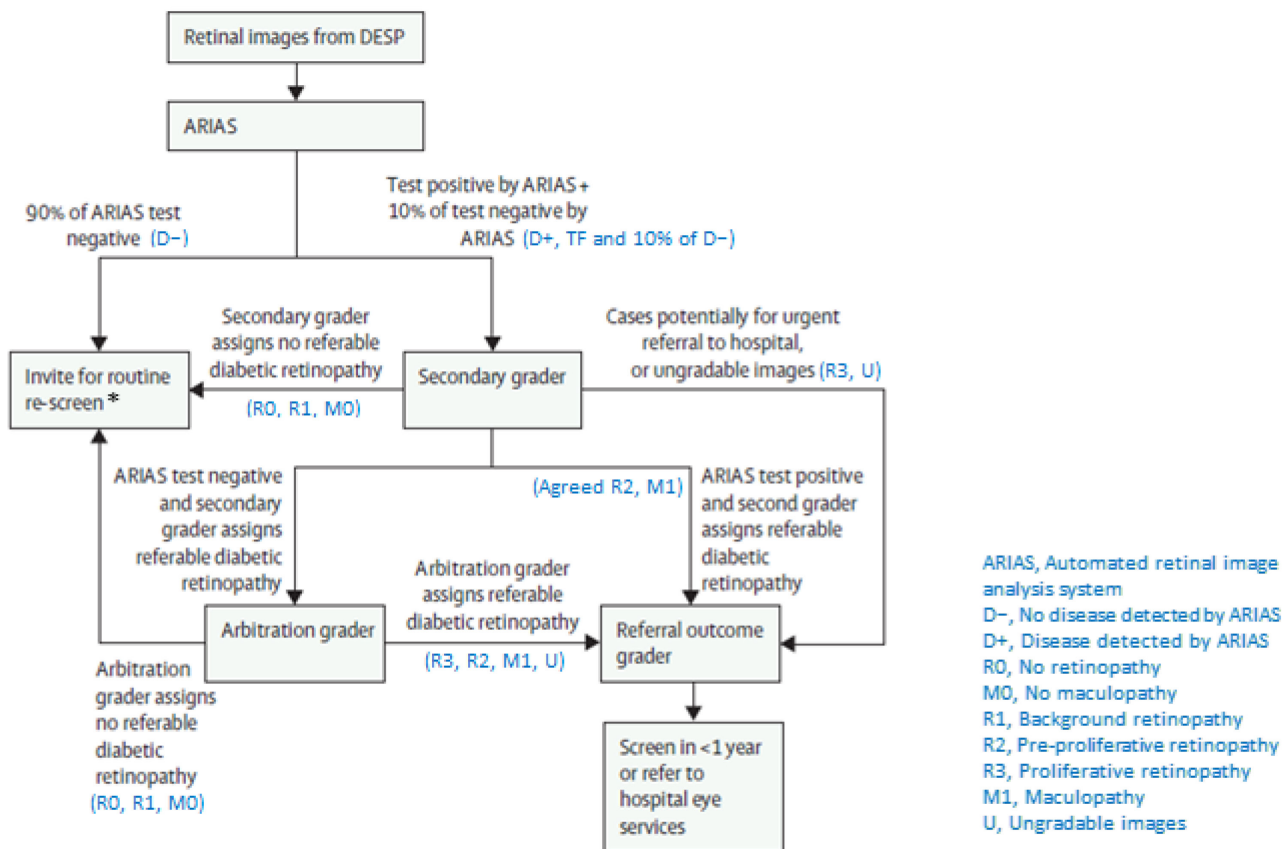 Retinal images from DESP
ARIAS
90% of ARIAS test
negative (D−)
Test positive by ARIAS +
10% of test negative by
ARIAS (D+, TF and 10% of D−)
Secondary grader
assigns no referable
diabetic retinopathy
(R0, R1, M0)
Cases potentially for urgent
referral to hospital,
or ungradable images (R3, U)
Invite for routine
re-screen *
Secondary grader
ARIAS test negative
and secondary
grader assigns
referable diabetic
retinopathy
(Agreed R2, M1)
ARIAS test positive
and second grader
assigns referable
diabetic
retinopathy
Arbitration grader
Arbitration grader
assigns referable
diabetic retinopathy
(R3, R2, M1, U)
Referral outcome
grader
Arbitration
grader assigns
no referable
diabetic
retinopathy
(R0, R1, M0)
Screen in <1 year
or refer to
hospital eye
services
ARIAS, Automated retinal image
analysis system
D−, No disease detected by ARIAS
D+, Disease detected by ARIAS
R0, No retinopathy
M0, No maculopathy
R1, Background retinopathy
R2, Pre-proliferative retinopathy
R3, Proliferative retinopathy
M1, Maculopathy
U, Ungradable images